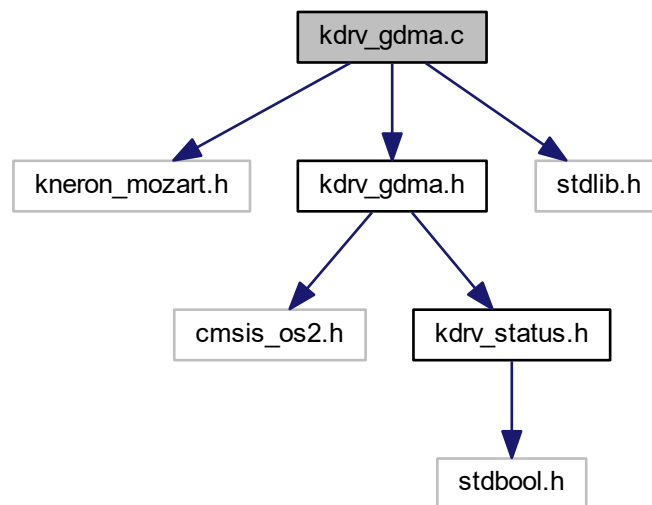 kdrv_gdma.c
kneron_mozart.h
kdrv_gdma.h
stdlib.h
cmsis_os2.h
kdrv_status.h
stdbool.h